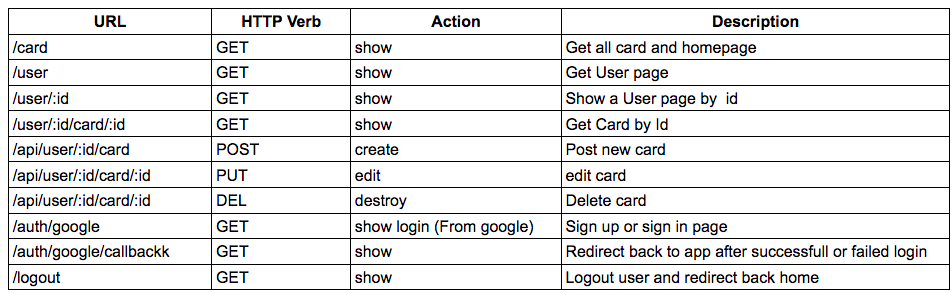 URL HTTP Verb Action Description
/card GET show Get all card and homepage
/user GET show Get User page
/user/:id GET show Show a User page by id
/user/:id/card/:id GET show Get Card by Id
/api/user/:id/card POST create Post new card
/api/user/:id/card/:id PUT edit edit card
/api/user/:id/card/:id DEL destroy Delete card
/auth/google GET show login (From google) Sign up or sign in page
/auth/google/callbackk GET show Redirect back to app after successfull or failed login
/logout GET show Logout user and redirect back home